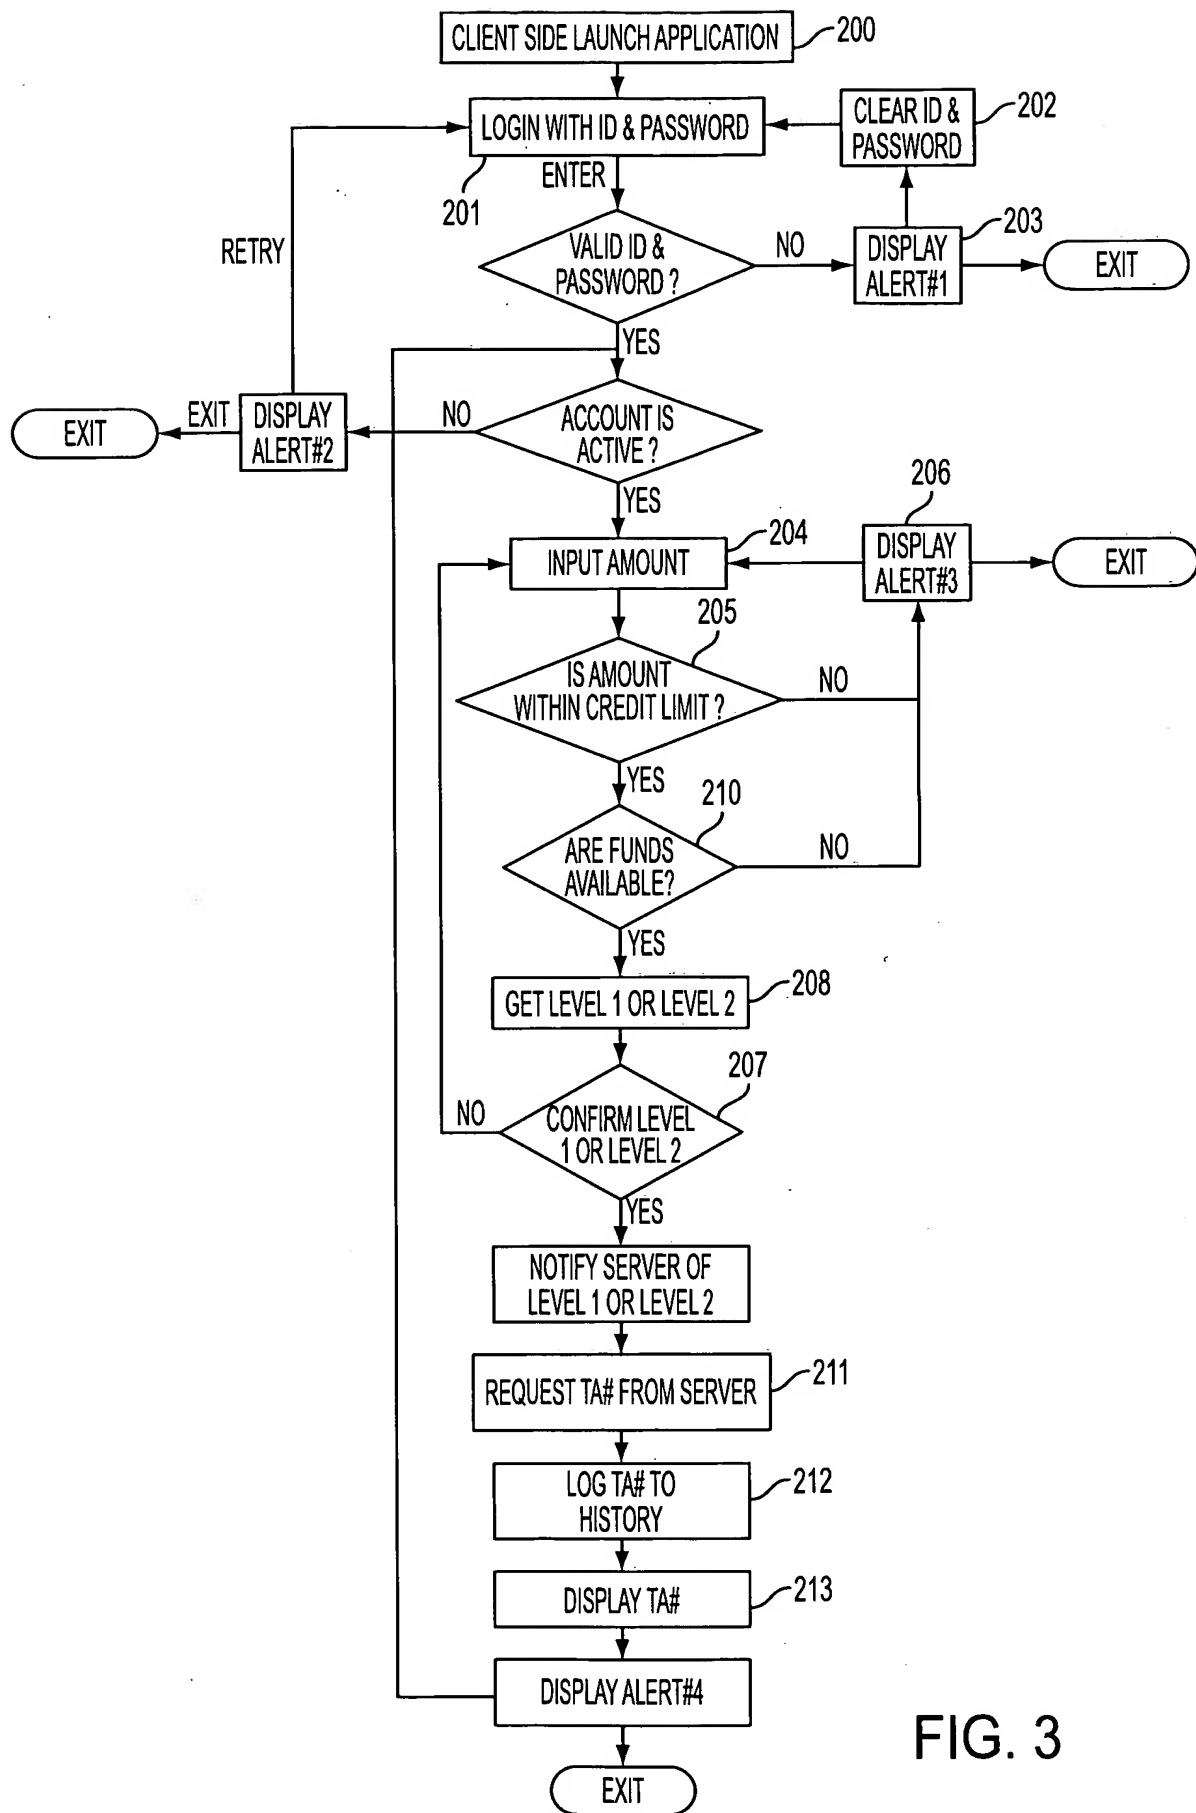 CLIENT SIDE LAUNCH APPLICATION
200
LOGIN WITH ID & PASSWORD
201
CLEAR ID &
PASSWORD
202
ENTER
RETRY
VALID ID &
PASSWORD ?
NO
DISPLAY
ALERT#1
203
EXIT
YES
EXIT
EXIT
DISPLAY
ALERT#2
NO
ACCOUNT IS
ACTIVE ?
YES
206
INPUT AMOUNT
204
DISPLAY
ALERT#3
EXIT
205
IS AMOUNT
WITHIN CREDIT LIMIT ?
NO
YES
210
ARE FUNDS
AVAILABLE?
NO
YES
GET LEVEL 1 OR LEVEL 2
208
207
NO
CONFIRM LEVEL
1 OR LEVEL 2
YES
NOTIFY SERVER OF
LEVEL 1 OR LEVEL 2
REQUEST TA# FROM SERVER
211
LOG TA# TO
HISTORY
212
DISPLAY TA#
213
DISPLAY ALERT#4
EXIT
FIG. 3